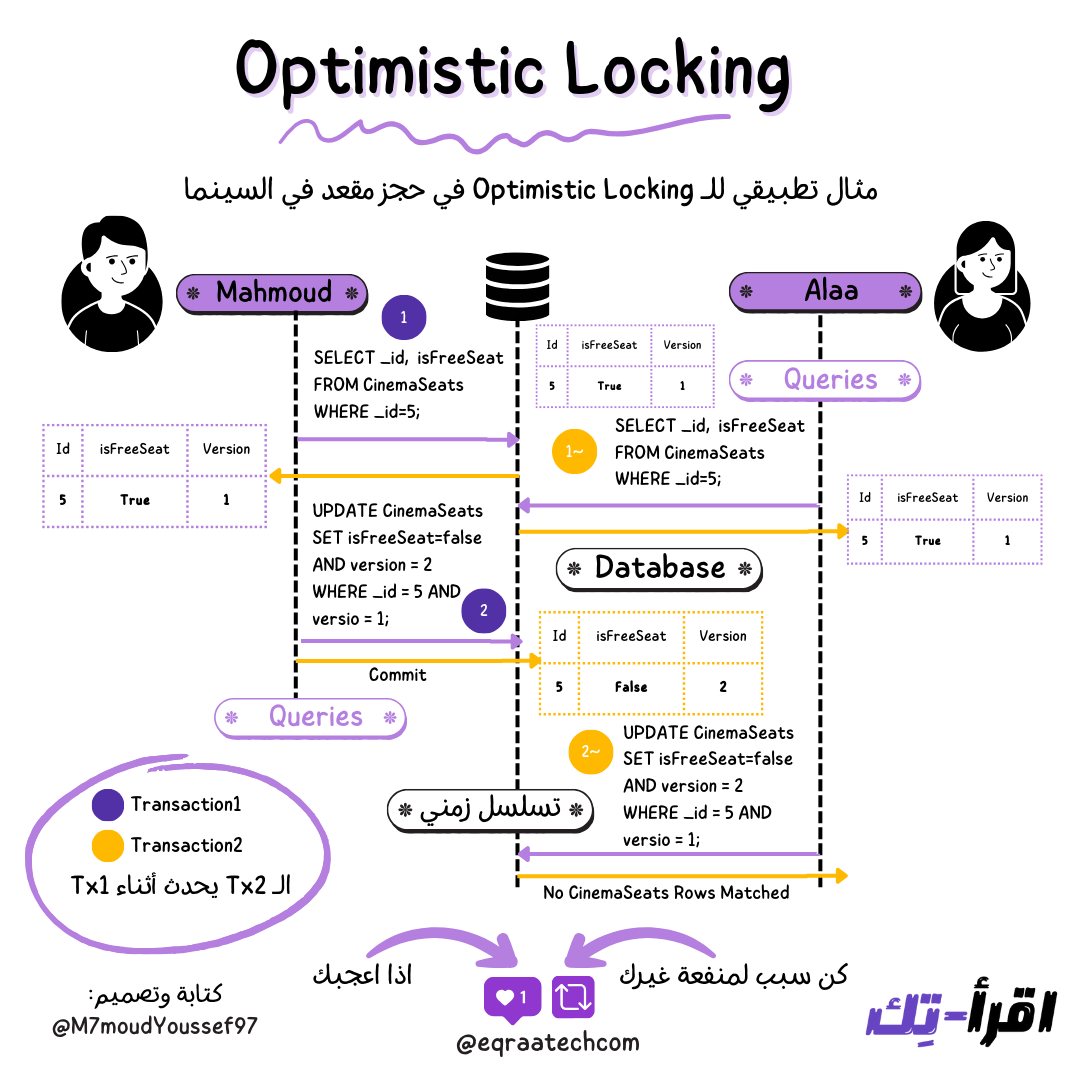 Optimistic Locking
مثال تطبيقي للـ Optimistic Locking في حجز مقعد في السينما
Mahmoud
Alaa
1
SELECT _id, isFreeSeat
FROM CinemaSeats
WHERE _id=5;
Id isFreeSeat Version
5 True 1
Queries
1~
SELECT _id, isFreeSeat
FROM CinemaSeats
WHERE _id=5;
Id isFreeSeat Version
5 True 1
Id isFreeSeat Version
5 True 1
UPDATE CinemaSeats
SET isFreeSeat=false
AND version = 2
WHERE _id = 5 AND
versio = 1;
2
Database
Commit
Id isFreeSeat Version
5 False 2
Queries
2~
UPDATE CinemaSeats
SET isFreeSeat=false
AND version = 2
WHERE _id = 5 AND
versio = 1;
تسلسل زمني
No CinemaSeats Rows Matched
Transaction1
Transaction2
الـ Tx2 يحدث أثناء Tx1
اذا اعجبك
كن سبب لمنفعة غيرك
1
كتابة وتصميم:
@M7moudYoussef97
@eqraatechcom
اقرأ-تِك